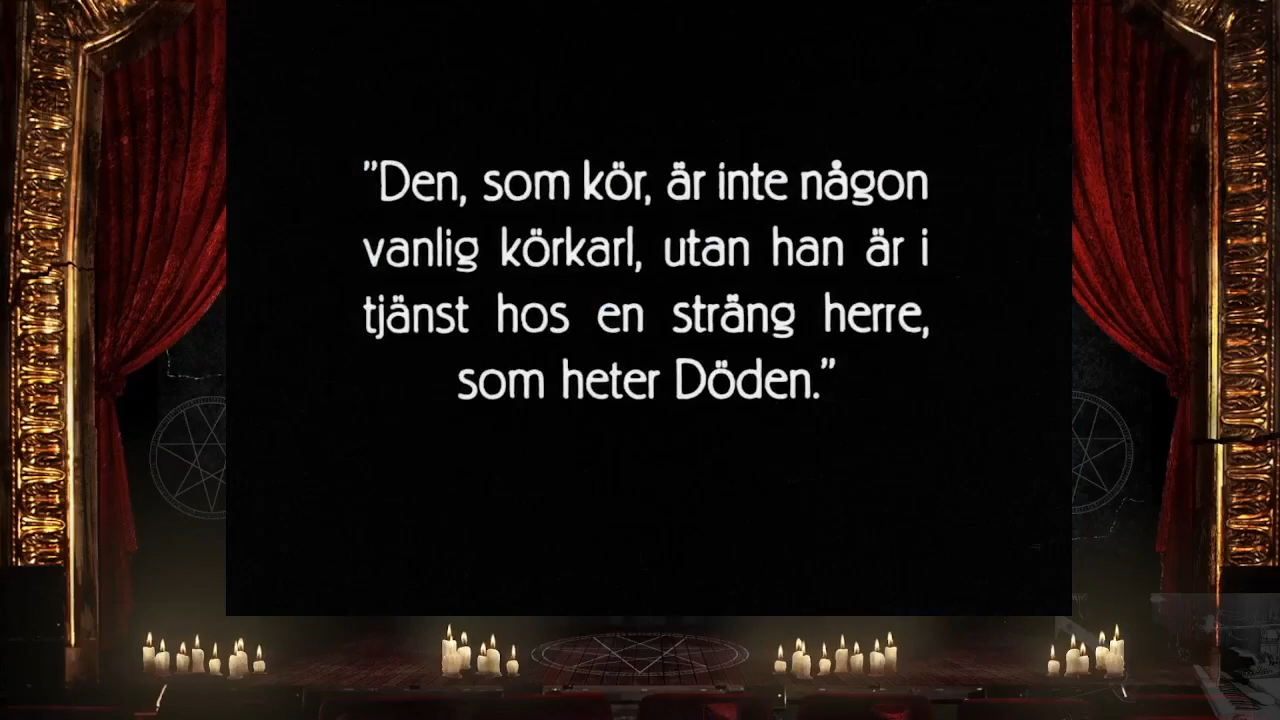 ”Den, som kör, är inte någon
vanlig körkarl, utan han är i
tjänst hos en sträng herre,
som heter Döden.”